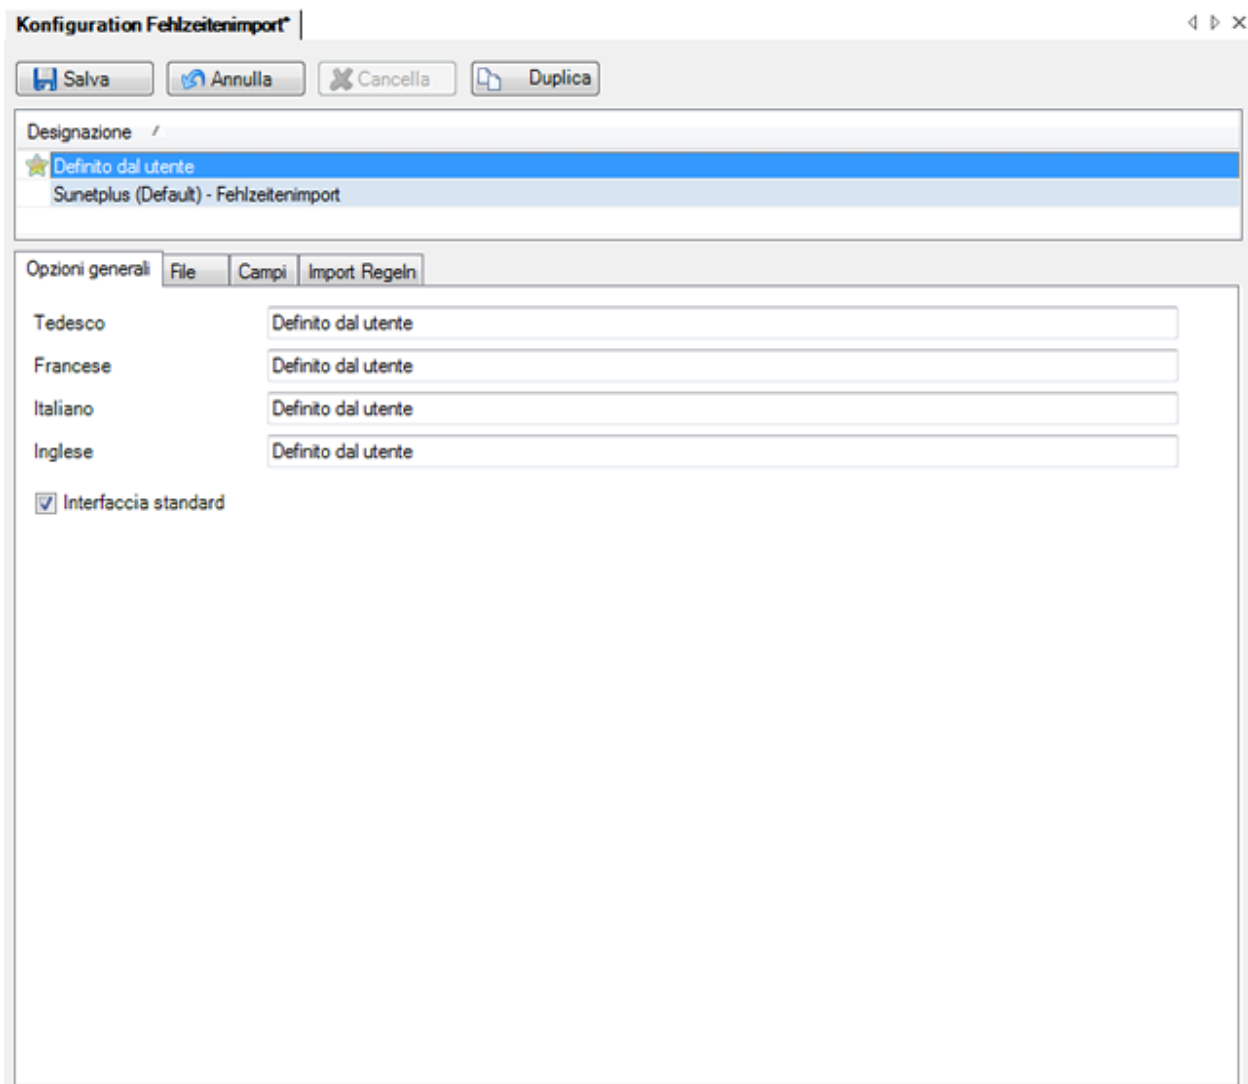 Konfiguration Fehlzeitenimport*
Salva Annulla Cancella Duplica
Designazione
Definito dal utente
Sunetplus (Default) - Fehlzeitenimport
Opzioni generali File Campi Import Regeln
Tedesco Definito dal utente
Francese Definito dal utente
Italiano Definito dal utente
Inglese Definito dal utente
Interfaccia standard